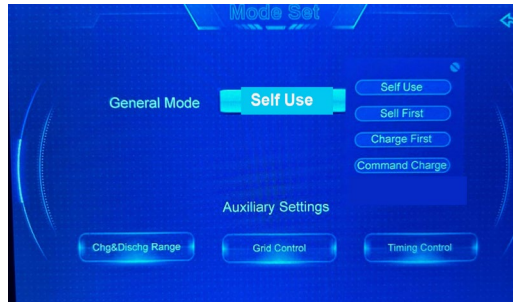 Mode Set
General Mode
Self Use
Self Use
Sell First
Charge First
Command Charge
Auxiliary Settings
Chg&Dischg Range
Grid Control
Timing Control